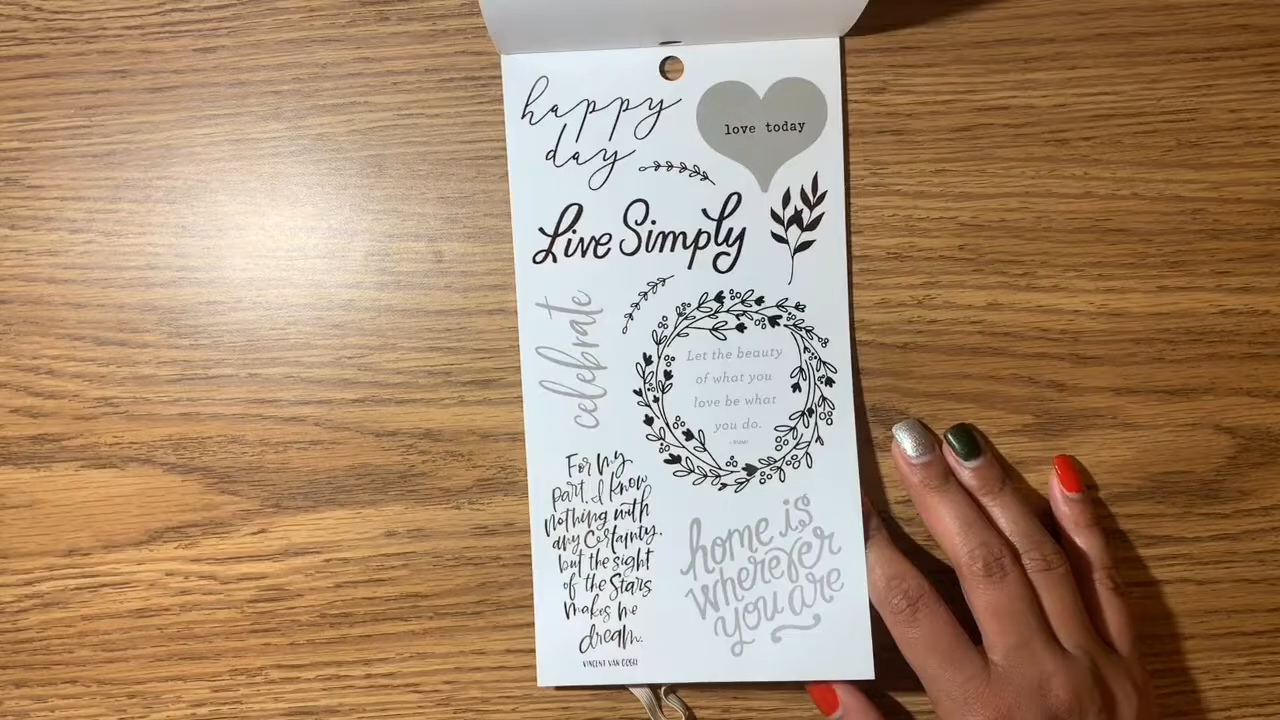 happy
day
love today
Live Simply
celebrate
Let the beauty
of what you
love be what
you do.
- RUMI
For my
part, I know
nothing with
any certainty,
but the sight
of the stars
makes me
dream.
VINCENT VAN GOGH
home is
wherever
you are